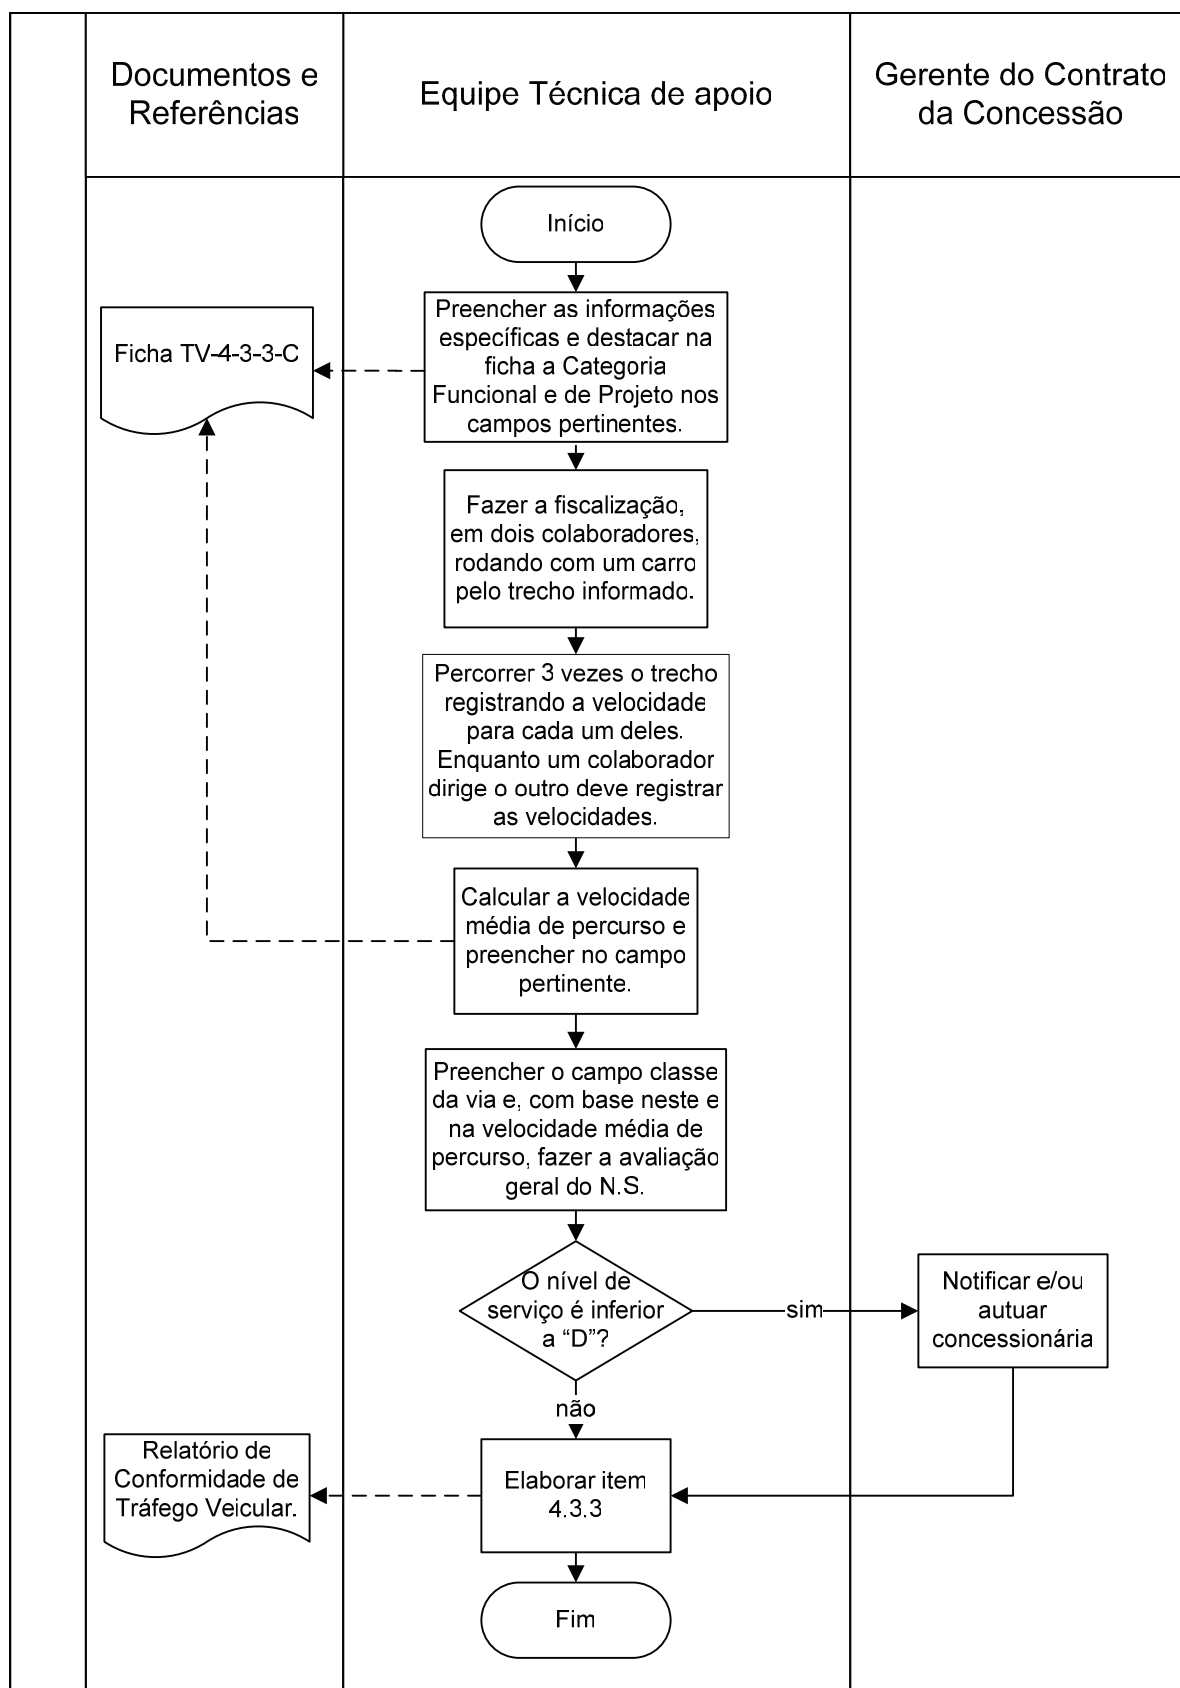 Documentos e
Referências
Equipe Técnica de apoio
Gerente do Contrato
da Concessão
Início
Preencher as informações
específicas e destacar na
ficha a Categoria
Funcional e de Projeto nos
campos pertinentes.
Ficha TV-4-3-3-C
Fazer a fiscalização,
em dois colaboradores,
rodando com um carro
pelo trecho informado.
Percorrer 3 vezes o trecho
registrando a velocidade
para cada um deles.
Enquanto um colaborador
dirige o outro deve registrar
as velocidades.
Calcular a velocidade
média de percurso e
preencher no campo
pertinente.
Preencher o campo classe
da via e, com base neste e
na velocidade média de
percurso, fazer a avaliação
geral do N.S.
O nível de
serviço é inferior
a “D”?
sim
Notificar e/ou
autuar
concessionária
não
Elaborar item
4.3.3
Relatório de
Conformidade de
Tráfego Veicular.
Fim